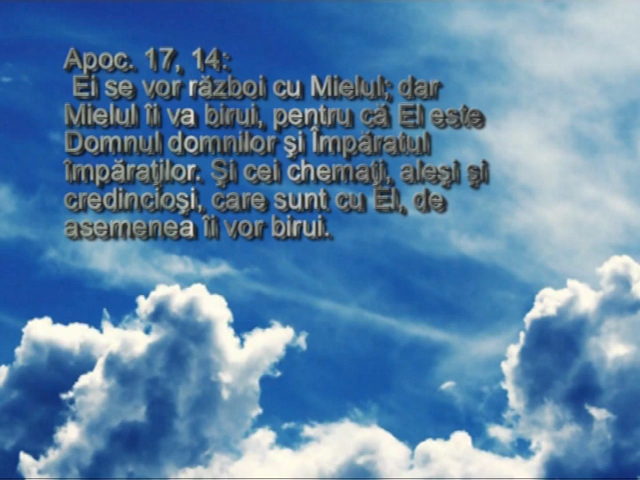 Apoc. 17, 14:
Ei se vor război cu Mielul; dar
Mielul îi va birui, pentru că El este
Domnul domnilor şi Împăratul
împăraţilor. Şi cei chemaţi, aleşi şi
credincioşi, care sunt cu El, de
asemenea îi vor birui.